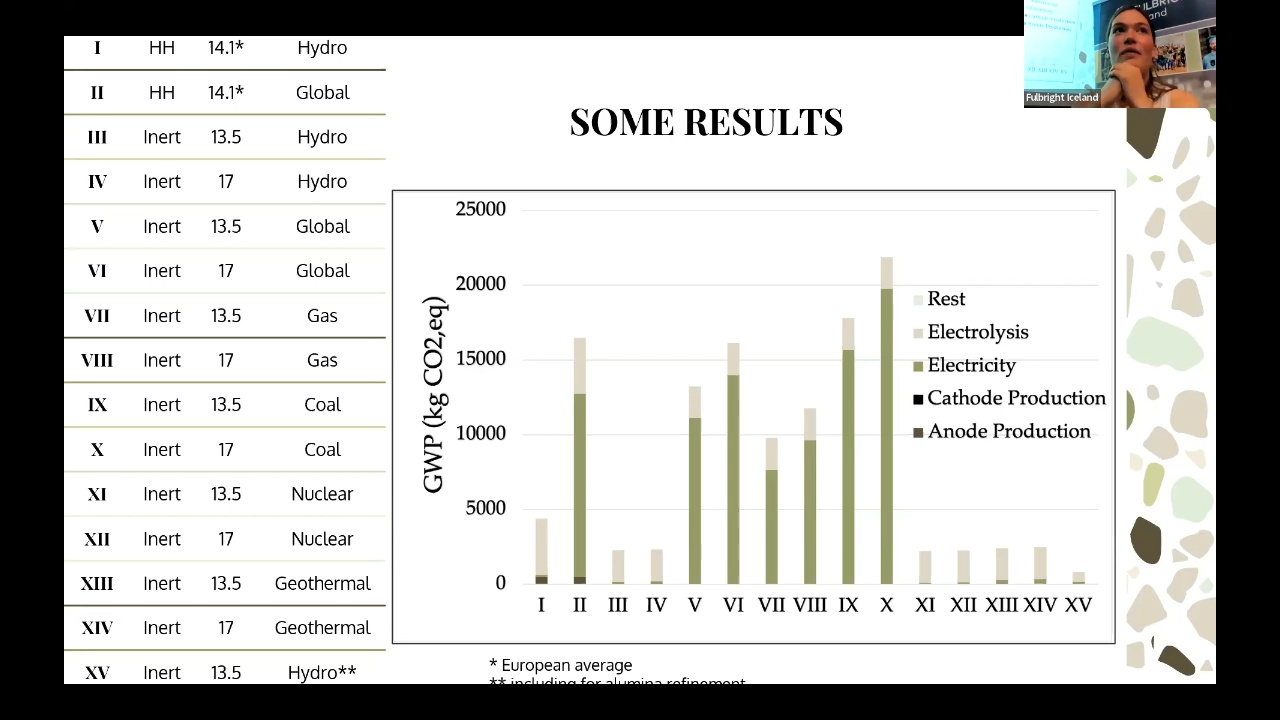 I HH 14.1* Hydro
II HH 14.1* Global
III Inert 13.5 Hydro
IV Inert 17 Hydro
V Inert 13.5 Global
VI Inert 17 Global
VII Inert 13.5 Gas
VIII Inert 17 Gas
IX Inert 13.5 Coal
X Inert 17 Coal
XI Inert 13.5 Nuclear
XII Inert 17 Nuclear
XIII Inert 13.5 Geothermal
XIV Inert 17 Geothermal
XV Inert 13.5 Hydro**
SOME RESULTS
GWP (kg CO2,eq)
25000
20000
15000
10000
5000
0
I II III IV V VI VII VIII IX X XI XII XIII XIV XV
Rest
Electrolysis
Electricity
Cathode Production
Anode Production
* European average
** including for alumina refinement
Fulbright Iceland